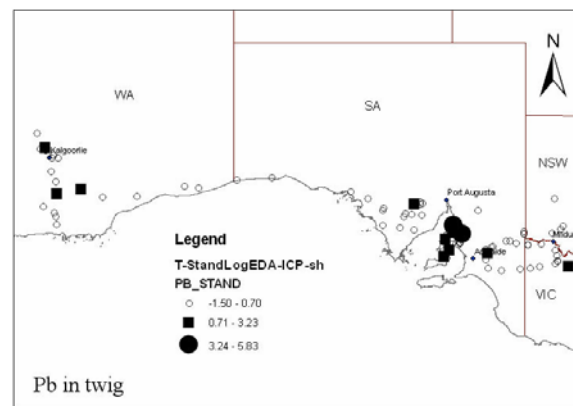 N
WA
SA
Kalgoorlie
Port Augusta
NSW
Legend
T-StandLogEDA-ICP-sh
PB_STAND
-1.50 - 0.70
0.71 - 3.23
3.24 - 5.83
VIC
Pb in twig